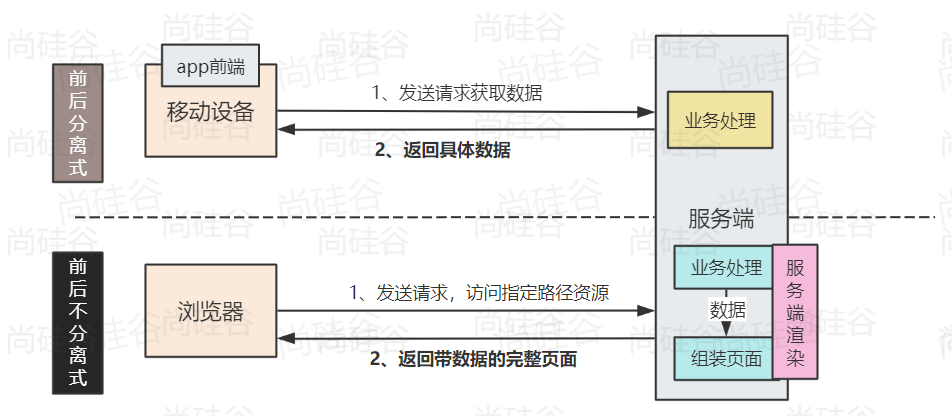 前后分离式
app前端
移动设备
1、发送请求获取数据
2、返回具体数据
业务处理
服务端
前后不分离式
浏览器
1、发送请求，访问指定路径资源
2、返回带数据的完整页面
业务处理
数据
组装页面
服务端渲染
尚硅谷